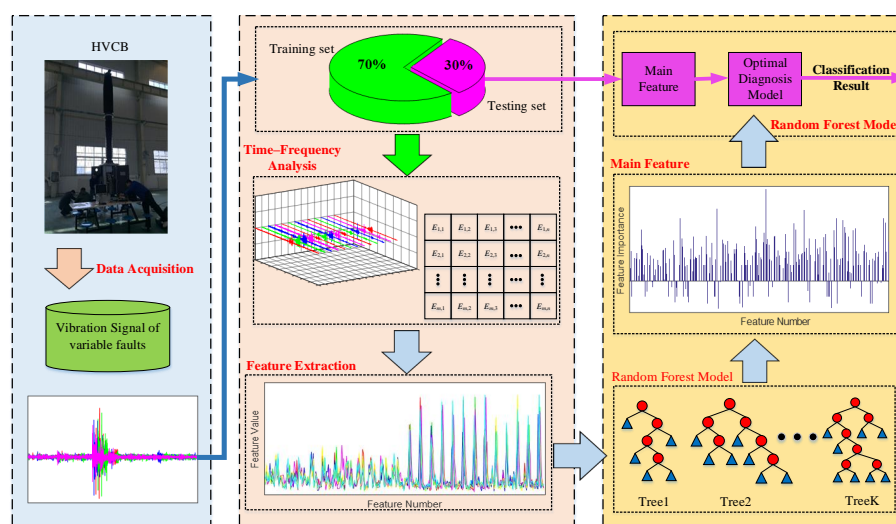 HVCB
Data Acquisition
Vibration Signal of
variable faults
Training set
70%
30%
Testing set
Time–Frequency
Analysis
E1,1 E1,2 E1,3 ••• E1,n
E2,1 E2,2 E2,3 ••• E2,n
Em,1 Em,2 Em,3 ••• Em,n
Feature Extraction
Feature Value
Feature Number
Main
Feature
Optimal
Diagnosis
Model
Classification
Result
Random Forest Model
Main Feature
Feature Importance
Feature Number
Random Forest Model
Tree1
Tree2
TreeK